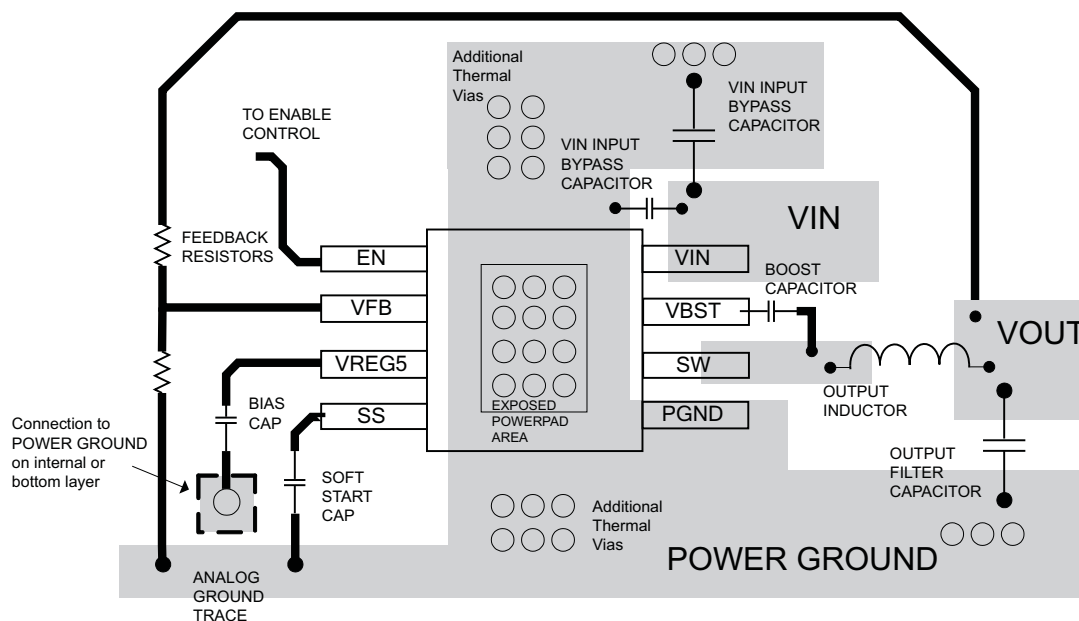 Additional
Thermal
Vias
VIN INPUT
BYPASS
CAPACITOR
TO ENABLE
CONTROL
VIN INPUT
BYPASS
CAPACITOR
VIN
FEEDBACK
RESISTORS
EN
VIN
BOOST
CAPACITOR
VFB
VBST
VOUT
VREG5
SW
OUTPUT
INDUCTOR
BIAS
CAP
SS
EXPOSED
POWERPAD
AREA
PGND
Connection to
POWER GROUND
on internal or
bottom layer
SOFT
START
CAP
OUTPUT
FILTER
CAPACITOR
Additional
Thermal
Vias
POWER GROUND
ANALOG
GROUND
TRACE